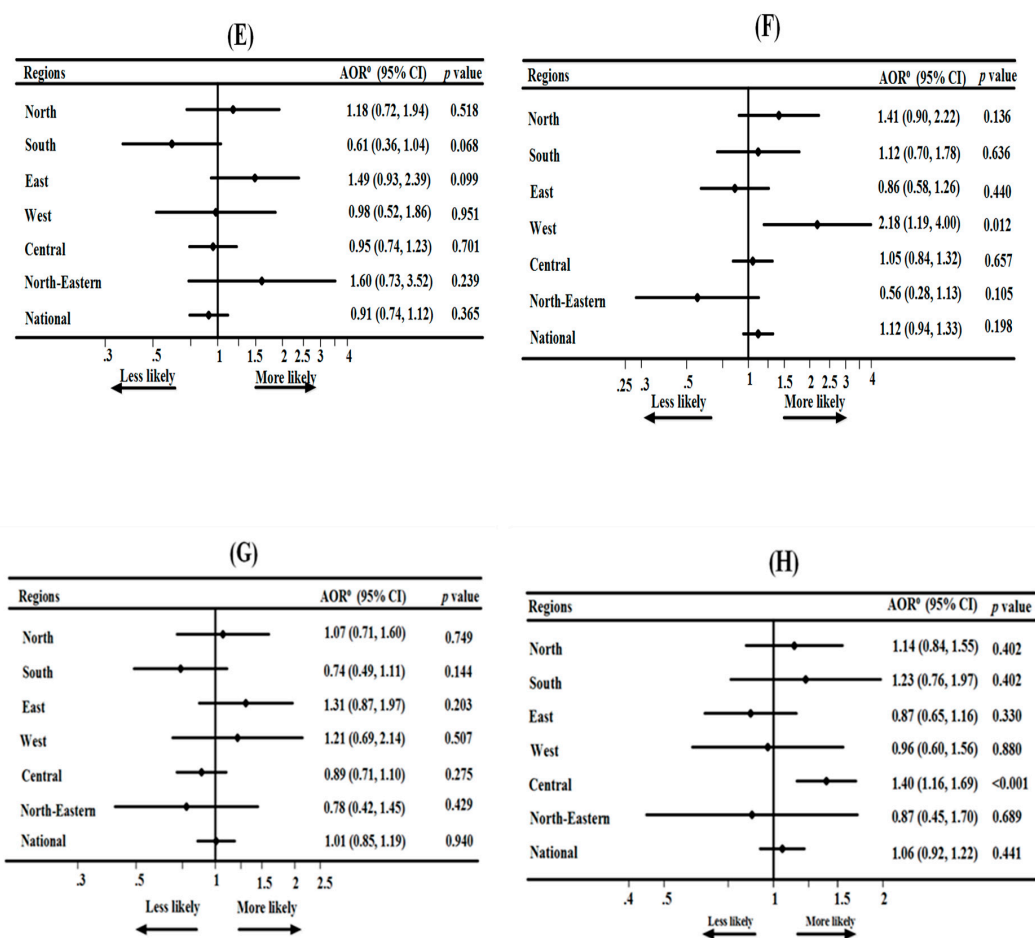 (E)
Regions AORᶿ (95% CI) p value
North 1.18 (0.72, 1.94) 0.518
South 0.61 (0.36, 1.04) 0.068
East 1.49 (0.93, 2.39) 0.099
West 0.98 (0.52, 1.86) 0.951
Central 0.95 (0.74, 1.23) 0.701
North-Eastern 1.60 (0.73, 3.52) 0.239
National 0.91 (0.74, 1.12) 0.365
.3 .5 1 1.5 2 2.5 3 4
Less likely More likely
(F)
Regions AORᶿ (95% CI) p value
North 1.41 (0.90, 2.22) 0.136
South 1.12 (0.70, 1.78) 0.636
East 0.86 (0.58, 1.26) 0.440
West 2.18 (1.19, 4.00) 0.012
Central 1.05 (0.84, 1.32) 0.657
North-Eastern 0.56 (0.28, 1.13) 0.105
National 1.12 (0.94, 1.33) 0.198
.25 .3 .5 1 1.5 2 2.5 3 4
Less likely More likely
(G)
Regions AORᶿ (95% CI) p value
North 1.07 (0.71, 1.60) 0.749
South 0.74 (0.49, 1.11) 0.144
East 1.31 (0.87, 1.97) 0.203
West 1.21 (0.69, 2.14) 0.507
Central 0.89 (0.71, 1.10) 0.275
North-Eastern 0.78 (0.42, 1.45) 0.429
National 1.01 (0.85, 1.19) 0.940
.3 .5 1 1.5 2 2.5
Less likely More likely
(H)
Regions AORᶿ (95% CI) p value
North 1.14 (0.84, 1.55) 0.402
South 1.23 (0.76, 1.97) 0.402
East 0.87 (0.65, 1.16) 0.330
West 0.96 (0.60, 1.56) 0.880
Central 1.40 (1.16, 1.69) <0.001
North-Eastern 0.87 (0.45, 1.70) 0.689
National 1.06 (0.92, 1.22) 0.441
.4 .5 1 1.5 2
Less likely More likely